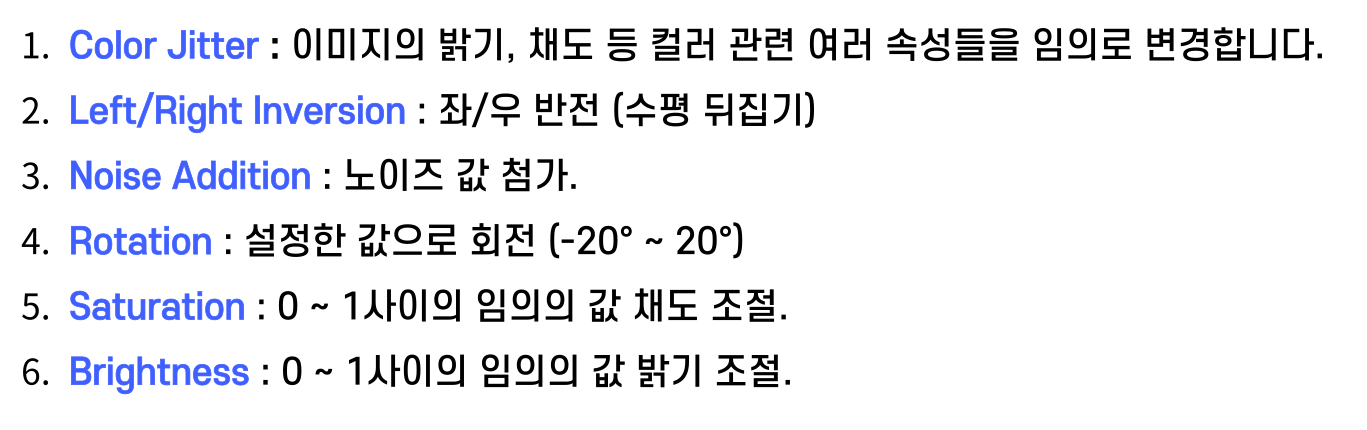 1. Color Jitter : 이미지의 밝기, 채도 등 컬러 관련 여러 속성들을 임의로 변경합니다.
2. Left/Right Inversion : 좌/우 반전 (수평 뒤집기)
3. Noise Addition : 노이즈 값 첨가.
4. Rotation : 설정한 값으로 회전 (-20° ~ 20°)
5. Saturation : 0 ~ 1사이의 임의의 값 채도 조절.
6. Brightness : 0 ~ 1사이의 임의의 값 밝기 조절.